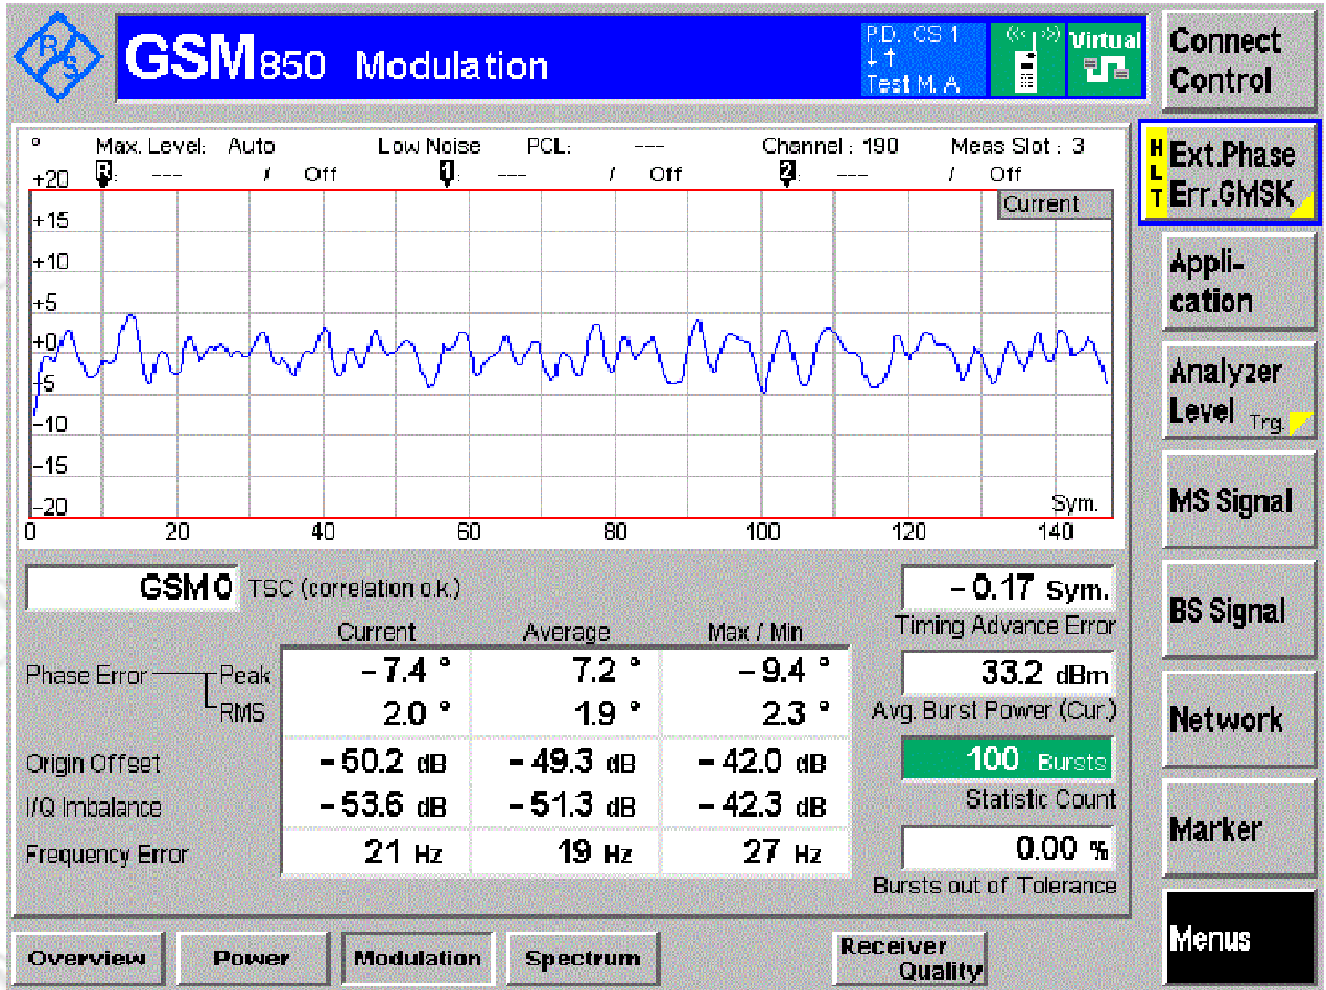 R&S
GSM850 Modulation
P.D. CS 1
Test M. A.
Virtual
Connect
Control
° Max. Level: Auto Low Noise PCL: --- Channel : 190 Meas Slot : 3
R : --- / Off 1 : --- / Off 2 : --- / Off
Current
+20
+15
+10
+5
+0
-5
-10
-15
-20
Sym.
0 20 40 60 80 100 120 140
HLT
Ext.Phase
Err.GMSK
Appli-
cation
Analyzer
Level Trg.
MS Signal
BS Signal
Network
Marker
Menus
GSM 0 TSC (correlation o.k.)
Current Average Max / Min
Phase Error Peak -7.4 ° 7.2 ° -9.4 °
RMS 2.0 ° 1.9 ° 2.3 °
Origin Offset -50.2 dB -49.3 dB -42.0 dB
I/Q Imbalance -53.6 dB -51.3 dB -42.3 dB
Frequency Error 21 Hz 19 Hz 27 Hz
-0.17 Sym.
Timing Advance Error
33.2 dBm
Avg. Burst Power (Cur.)
100 Bursts
Statistic Count
0.00 %
Bursts out of Tolerance
Overview Power Modulation Spectrum
Receiver
Quality